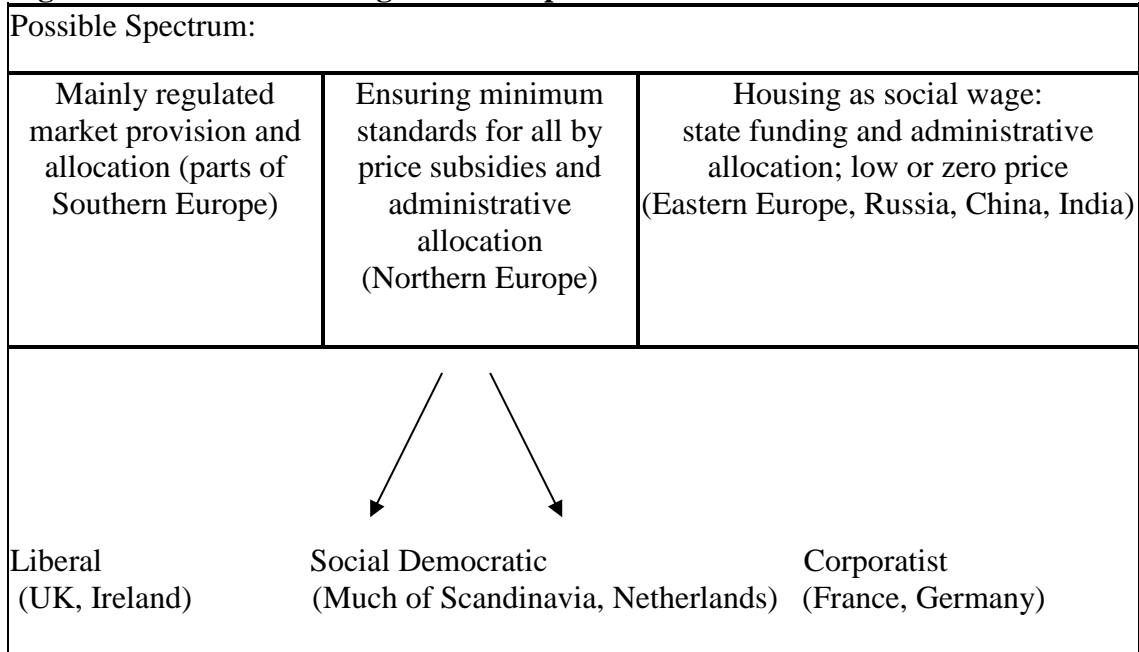 Possible Spectrum:
Mainly regulated
market provision and
allocation (parts of
Southern Europe)
Ensuring minimum
standards for all by
price subsidies and
administrative
allocation
(Northern Europe)
Housing as social wage:
state funding and administrative
allocation; low or zero price
(Eastern Europe, Russia, China, India)
Liberal
(UK, Ireland)
Social Democratic
(Much of Scandinavia, Netherlands)
Corporatist
(France, Germany)